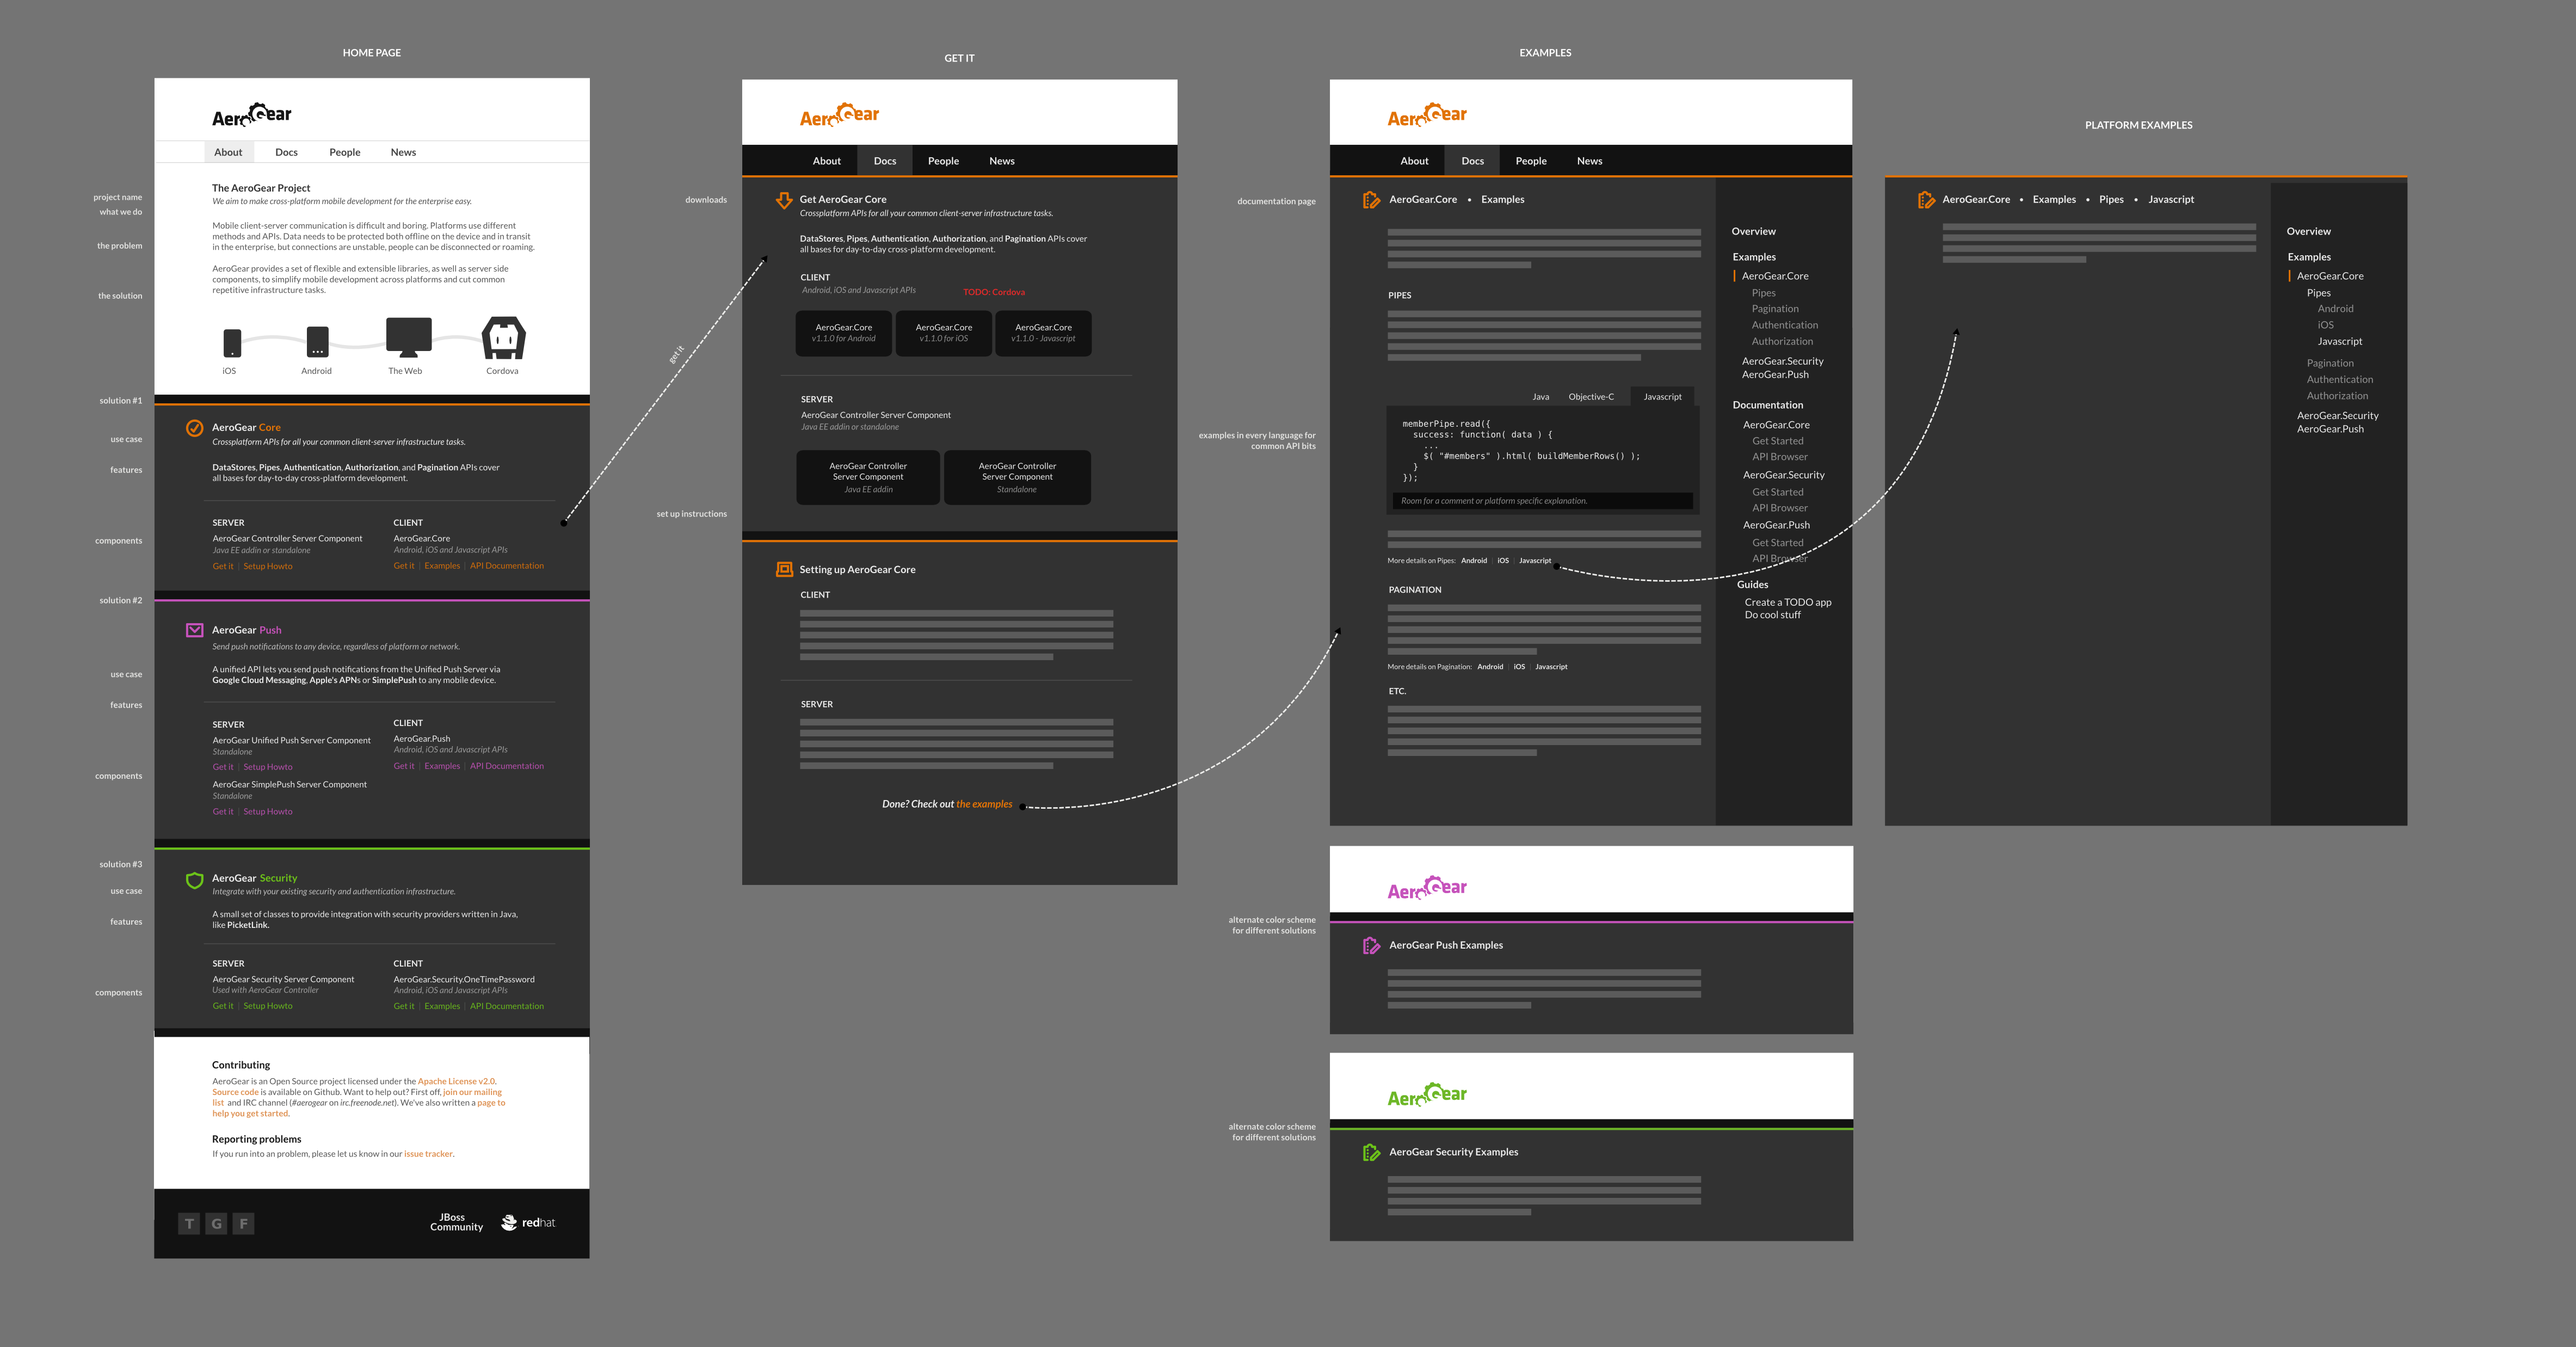 HOME PAGE
AeroGear
About Docs People News
project name
what we do
the problem
the solution
The AeroGear Project
We aim to make cross-platform mobile development for the enterprise easy.
Mobile client-server communication is difficult and boring. Platforms use different
methods and APIs. Data needs to be protected both offline on the device and in transit
in the enterprise, but connections are unstable, people can be disconnected or roaming.
AeroGear provides a set of flexible and extensible libraries, as well as server side
components, to simplify mobile development across platforms and cut common
repetitive infrastructure tasks.
iOS Android The Web Cordova
solution #1
use case
features
components
AeroGear Core
Crossplatform APIs for all your common client-server infrastructure tasks.
DataStores, Pipes, Authentication, Authorization, and Pagination APIs cover
all bases for day-to-day cross-platform development.
SERVER
AeroGear Controller Server Component
Java EE addin or standalone
Get it | Setup Howto
CLIENT
AeroGear.Core
Android, iOS and Javascript APIs
Get it | Examples | API Documentation
solution #2
use case
features
components
AeroGear Push
Send push notifications to any device, regardless of platform or network.
A unified API lets you send push notifications from the Unified Push Server via
Google Cloud Messaging, Apple's APNs or SimplePush to any mobile device.
SERVER
AeroGear Unified Push Server Component
Standalone
Get it | Setup Howto
AeroGear SimplePush Server Component
Standalone
Get it | Setup Howto
CLIENT
AeroGear.Push
Android, iOS and Javascript APIs
Get it | Examples | API Documentation
solution #3
use case
features
components
AeroGear Security
Integrate with your existing security and authentication infrastructure.
A small set of classes to provide integration with security providers written in Java,
like PicketLink.
SERVER
AeroGear Security Server Component
Used with AeroGear Controller
Get it | Setup Howto
CLIENT
AeroGear.Security.OneTimePassword
Android, iOS and Javascript APIs
Get it | Examples | API Documentation
Contributing
AeroGear is an Open Source project licensed under the Apache License v2.0.
Source code is available on Github. Want to help out? First off, join our mailing
list and IRC channel (#aerogear on irc.freenode.net). We've also written a page to
help you get started.
Reporting problems
If you run into an problem, please let us know in our issue tracker.
T G F
JBoss
Community
redhat
get it
GET IT
AeroGear
About Docs People News
downloads
Get AeroGear Core
Crossplatform APIs for all your common client-server infrastructure tasks.
DataStores, Pipes, Authentication, Authorization, and Pagination APIs cover
all bases for day-to-day cross-platform development.
CLIENT
Android, iOS and Javascript APIs
TODO: Cordova
AeroGear.Core
v1.1.0 for Android
AeroGear.Core
v1.1.0 for iOS
AeroGear.Core
v1.1.0 - Javascript
SERVER
AeroGear Controller Server Component
Java EE addin or standalone
AeroGear Controller
Server Component
Java EE addin
AeroGear Controller
Server Component
Standalone
set up instructions
Setting up AeroGear Core
CLIENT
SERVER
Done? Check out the examples
EXAMPLES
AeroGear
About Docs People News
documentation page
AeroGear.Core • Examples
PIPES
examples in every language for
common API bits
Java Objective-C Javascript
memberPipe.read({
success: function( data ) {
...
$( "#members" ).html( buildMemberRows() );
}
});
Room for a comment or platform specific explanation.
More details on Pipes: Android | iOS | Javascript
PAGINATION
More details on Pagination: Android | iOS | Javascript
ETC.
Overview
Examples
AeroGear.Core
Pipes
Pagination
Authentication
Authorization
AeroGear.Security
AeroGear.Push
Documentation
AeroGear.Core
Get Started
API Browser
AeroGear.Security
Get Started
API Browser
AeroGear.Push
Get Started
API Browser
Guides
Create a TODO app
Do cool stuff
AeroGear
alternate color scheme
for different solutions
AeroGear Push Examples
AeroGear
alternate color scheme
for different solutions
AeroGear Security Examples
PLATFORM EXAMPLES
AeroGear.Core • Examples • Pipes • Javascript
Overview
Examples
AeroGear.Core
Pipes
Android
iOS
Javascript
Pagination
Authentication
Authorization
AeroGear.Security
AeroGear.Push